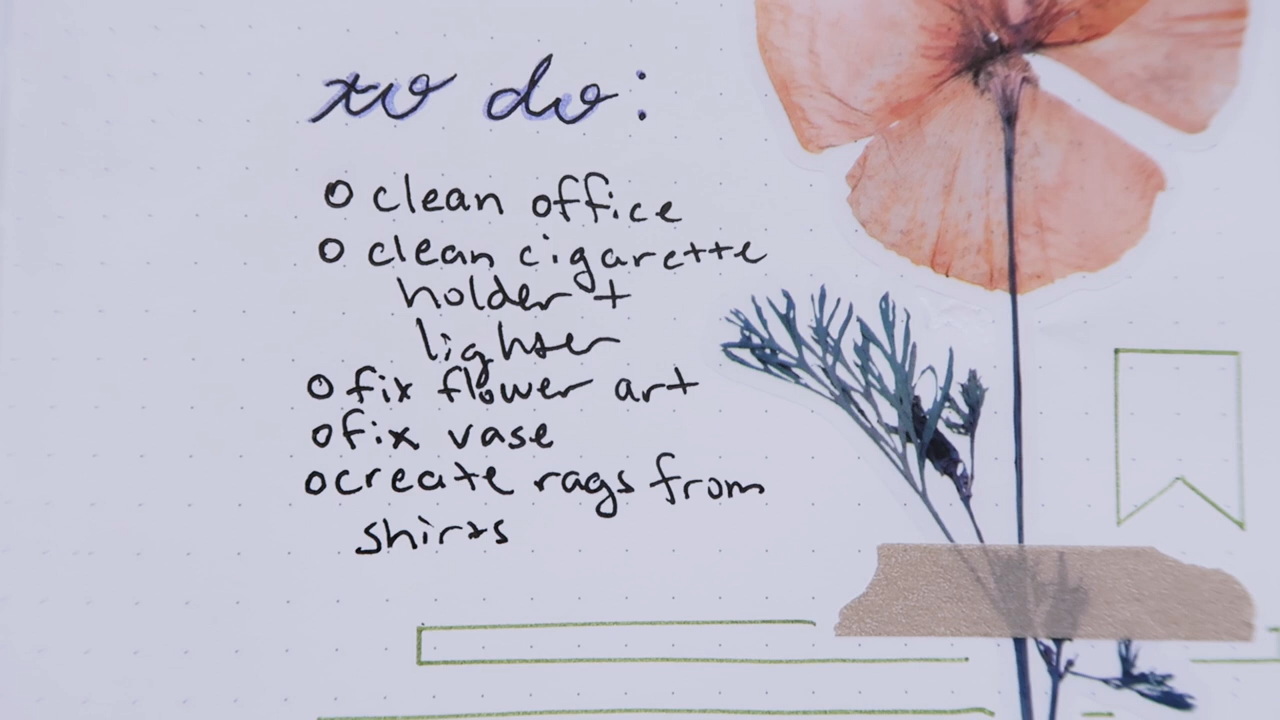 to do:
o clean office
o clean cigarette
holder +
lighter
o fix flower art
o fix vase
o create rags from
shirts